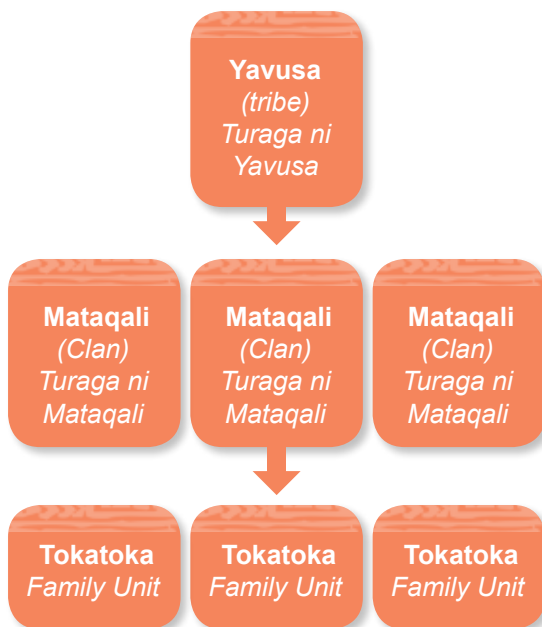 Yavusa
(tribe)
Turaga ni
Yavusa
Mataqali
(Clan)
Turaga ni
Mataqali
Mataqali
(Clan)
Turaga ni
Mataqali
Mataqali
(Clan)
Turaga ni
Mataqali
Tokatoka
Family Unit
Tokatoka
Family Unit
Tokatoka
Family Unit